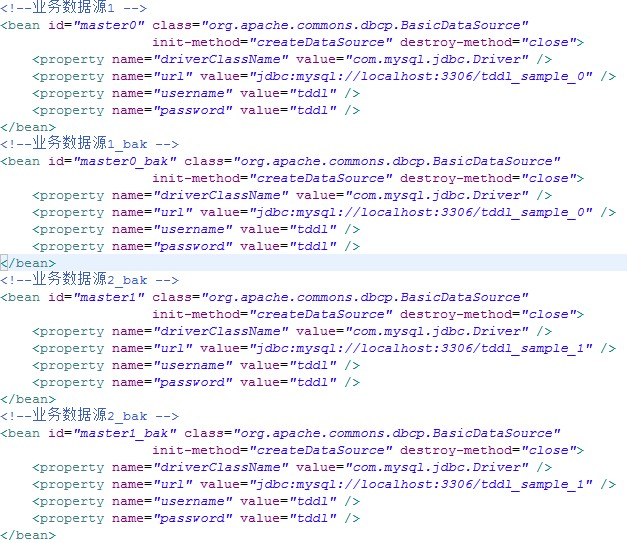 <!--业务数据源1 -->
<bean id="master0" class="org.apache.commons.dbcp.BasicDataSource"
init-method="createDataSource" destroy-method="close">
<property name="driverClassName" value="com.mysql.jdbc.Driver" />
<property name="url" value="jdbc:mysql://localhost:3306/tddl_sample_0" />
<property name="username" value="tddl" />
<property name="password" value="tddl" />
</bean>
<!--业务数据源1_bak -->
<bean id="master0_bak" class="org.apache.commons.dbcp.BasicDataSource"
init-method="createDataSource" destroy-method="close">
<property name="driverClassName" value="com.mysql.jdbc.Driver" />
<property name="url" value="jdbc:mysql://localhost:3306/tddl_sample_0" />
<property name="username" value="tddl" />
<property name="password" value="tddl" />
</bean>
<!--业务数据源2_bak -->
<bean id="master1" class="org.apache.commons.dbcp.BasicDataSource"
init-method="createDataSource" destroy-method="close">
<property name="driverClassName" value="com.mysql.jdbc.Driver" />
<property name="url" value="jdbc:mysql://localhost:3306/tddl_sample_1" />
<property name="username" value="tddl" />
<property name="password" value="tddl" />
</bean>
<!--业务数据源2_bak -->
<bean id="master1_bak" class="org.apache.commons.dbcp.BasicDataSource"
init-method="createDataSource" destroy-method="close">
<property name="driverClassName" value="com.mysql.jdbc.Driver" />
<property name="url" value="jdbc:mysql://localhost:3306/tddl_sample_1" />
<property name="username" value="tddl" />
<property name="password" value="tddl" />
</bean>